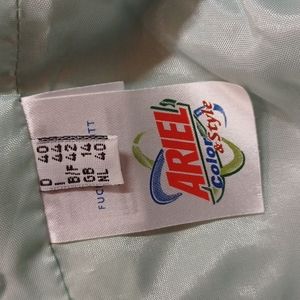 ARIEL
color
& Style
D 40
I 44
B/F 42
GB 14
NL 40